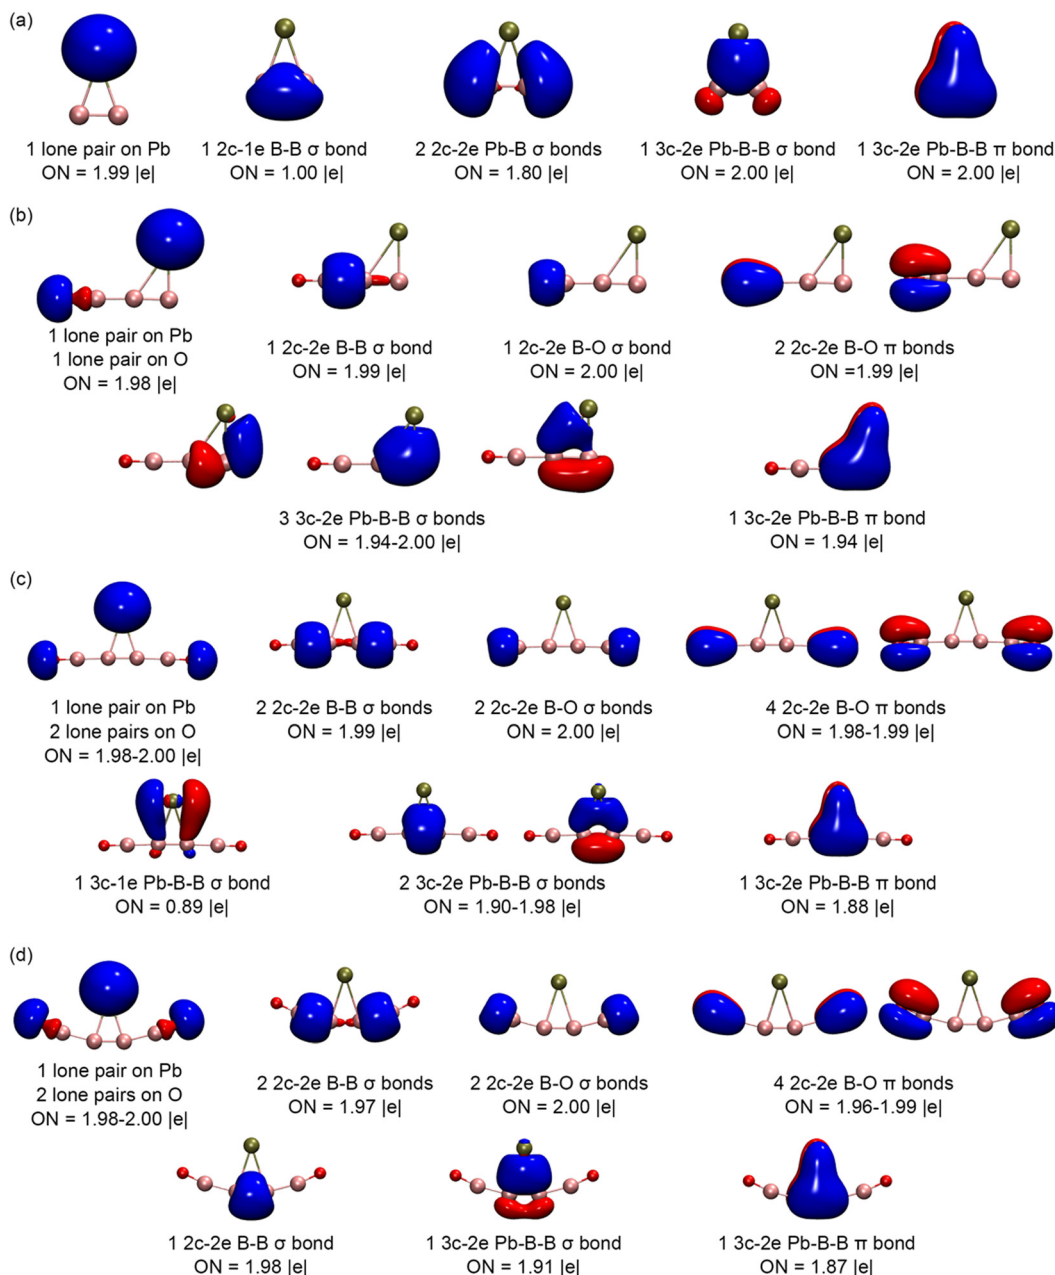 (a)
1 lone pair on Pb
ON = 1.99 |e|
1 2c-1e B-B σ bond
ON = 1.00 |e|
2 2c-2e Pb-B σ bonds
ON = 1.80 |e|
1 3c-2e Pb-B-B σ bond
ON = 2.00 |e|
1 3c-2e Pb-B-B π bond
ON = 2.00 |e|
(b)
1 lone pair on Pb
1 lone pair on O
ON = 1.98 |e|
1 2c-2e B-B σ bond
ON = 1.99 |e|
1 2c-2e B-O σ bond
ON = 2.00 |e|
2 2c-2e B-O π bonds
ON =1.99 |e|
3 3c-2e Pb-B-B σ bonds
ON = 1.94-2.00 |e|
1 3c-2e Pb-B-B π bond
ON = 1.94 |e|
(c)
1 lone pair on Pb
2 lone pairs on O
ON = 1.98-2.00 |e|
2 2c-2e B-B σ bonds
ON = 1.99 |e|
2 2c-2e B-O σ bonds
ON = 2.00 |e|
4 2c-2e B-O π bonds
ON = 1.98-1.99 |e|
1 3c-1e Pb-B-B σ bond
ON = 0.89 |e|
2 3c-2e Pb-B-B σ bonds
ON = 1.90-1.98 |e|
1 3c-2e Pb-B-B π bond
ON = 1.88 |e|
(d)
1 lone pair on Pb
2 lone pairs on O
ON = 1.98-2.00 |e|
2 2c-2e B-B σ bonds
ON = 1.97 |e|
2 2c-2e B-O σ bonds
ON = 2.00 |e|
4 2c-2e B-O π bonds
ON = 1.96-1.99 |e|
1 2c-2e B-B σ bond
ON = 1.98 |e|
1 3c-2e Pb-B-B σ bond
ON = 1.91 |e|
1 3c-2e Pb-B-B π bond
ON = 1.87 |e|